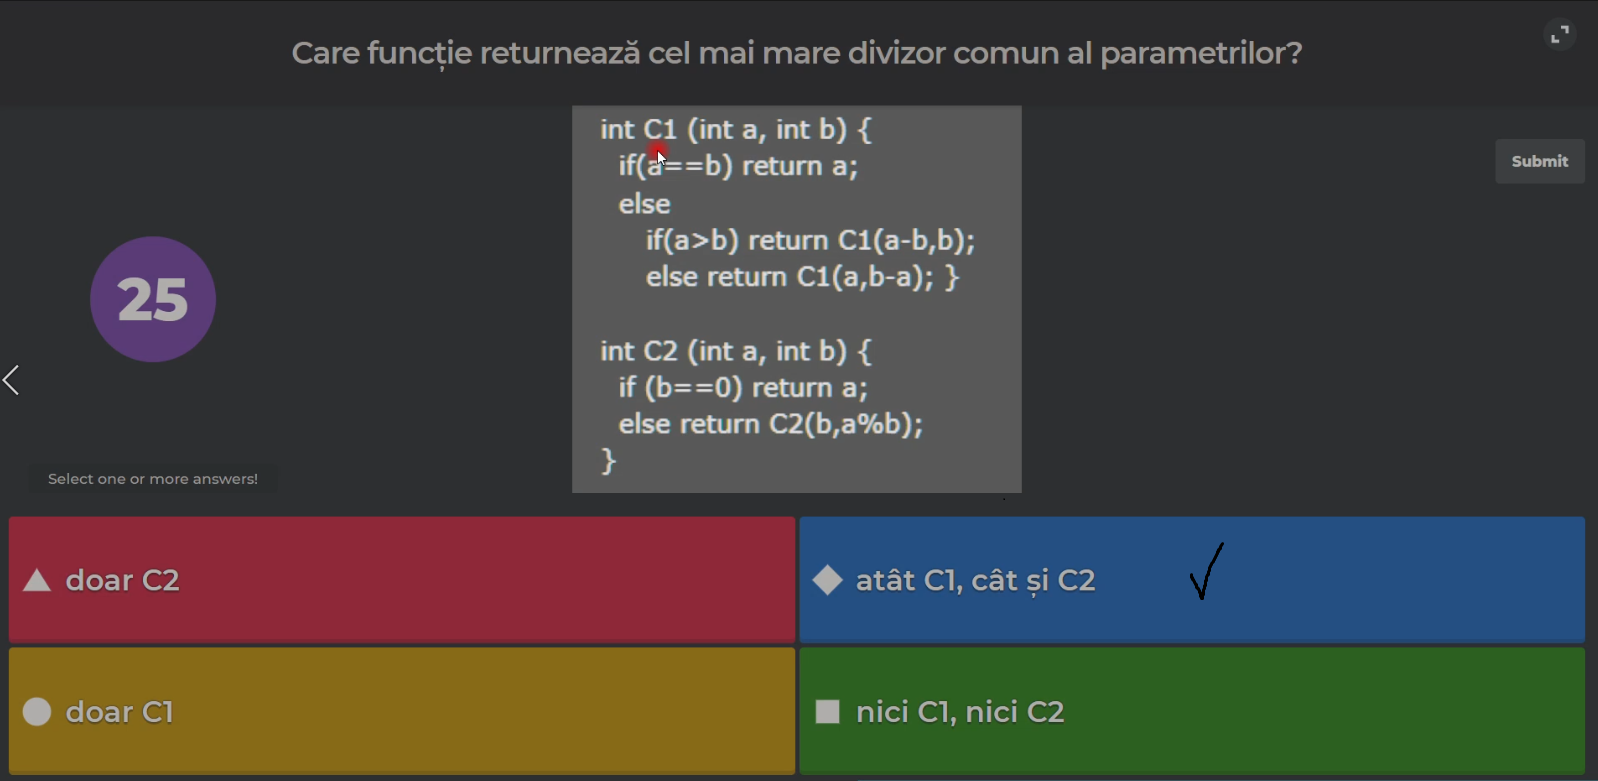 Care funcție returnează cel mai mare divizor comun al parametrilor?
int C1 (int a, int b) {
if(a==b) return a;
else
if(a>b) return C1(a-b,b);
else return C1(a,b-a); }
int C2 (int a, int b) {
if (b==0) return a;
else return C2(b,a%b);
}
Submit
25
Select one or more answers!
doar C2
atât C1, cât și C2
doar C1
nici C1, nici C2